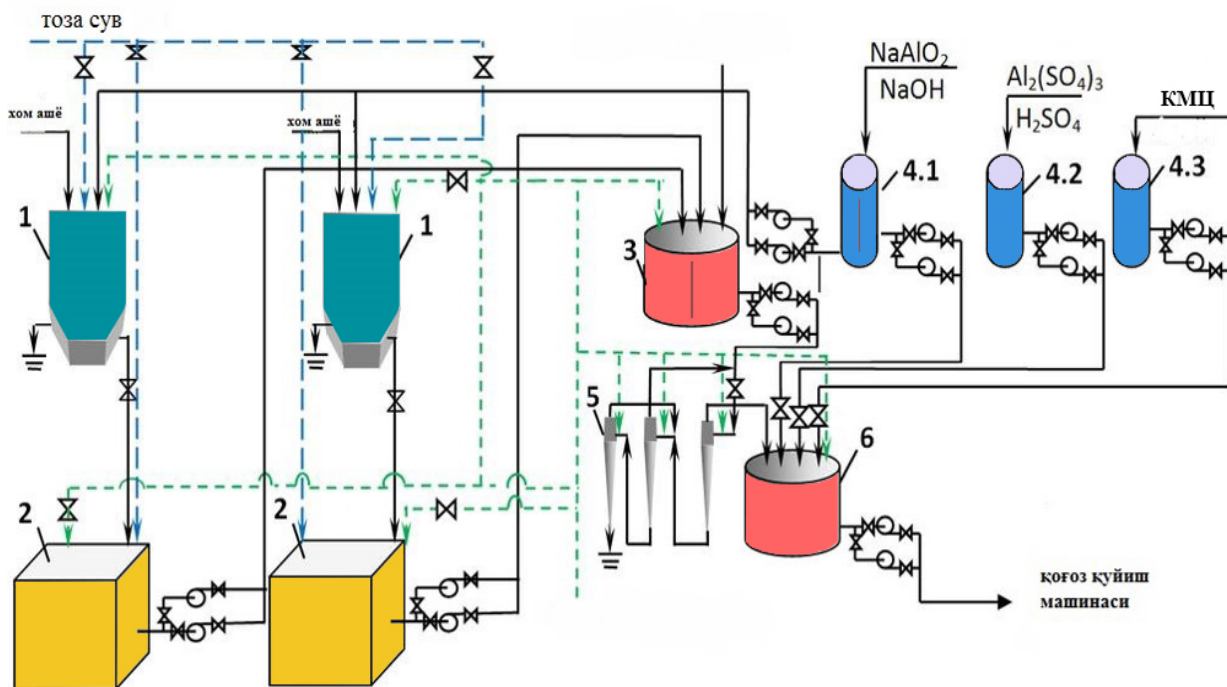 тоза сув
NaAlO₂
NaOH
Al₂(SO₄)₃
H₂SO₄
КМЦ
хом ашё
хом ашё
1
1
3
4.1
4.2
4.3
5
6
2
2
қоғоз қуйиш
машинаси